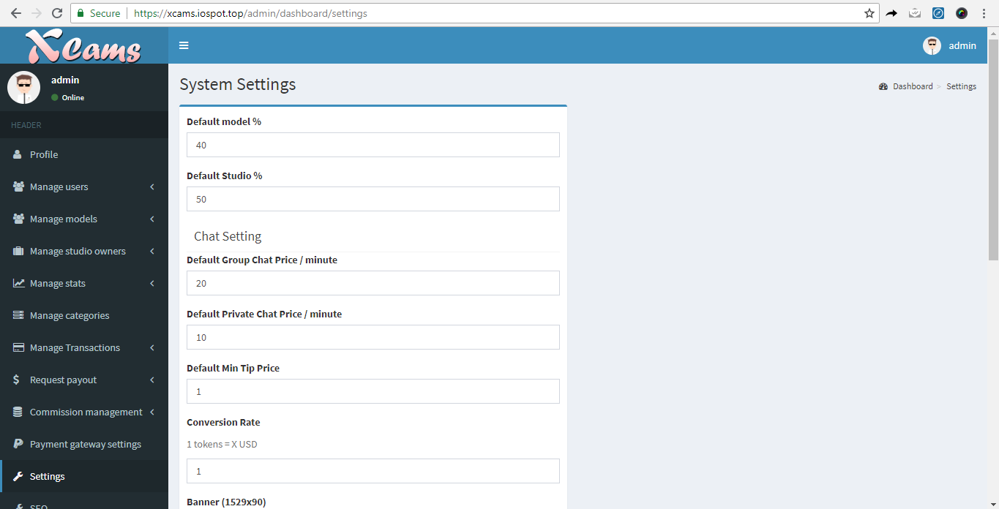 Secure https://xcams.iospot.top/admin/dashboard/settings
XCams
admin
admin
Online
HEADER
Profile
Manage users
Manage models
Manage studio owners
Manage stats
Manage categories
Manage Transactions
Request payout
Commission management
Payment gateway settings
Settings
SEO
System Settings
Dashboard > Settings
Default model %
40
Default Studio %
50
Chat Setting
Default Group Chat Price / minute
20
Default Private Chat Price / minute
10
Default Min Tip Price
1
Conversion Rate
1 tokens = X USD
1
Banner (1529x90)